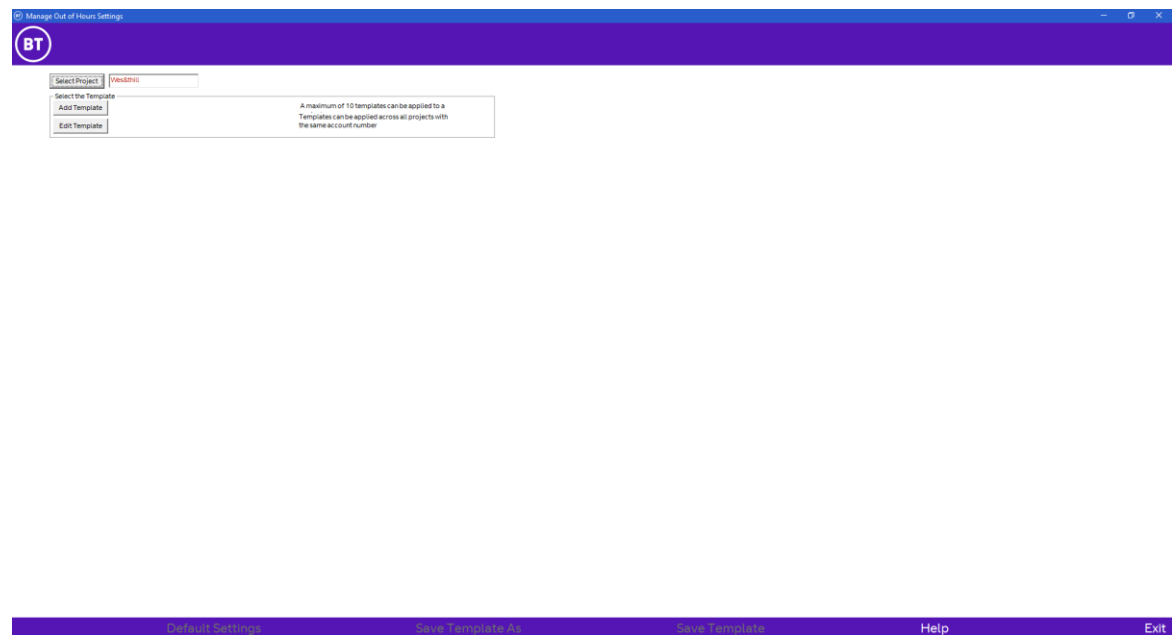 Manage Out of Hours Settings
BT
Select Project Wes&thill
Select the Template
Add Template
A maximum of 10 templates can be applied to a
Templates can be applied across all projects with
the same account number
Edit Template
Default Settings Save Template As Save Template Help Exit